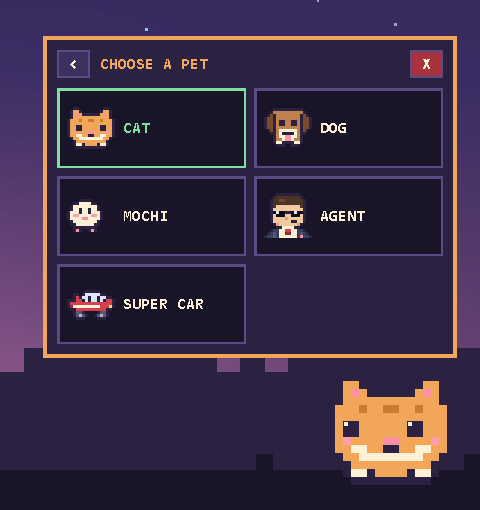 < CHOOSE A PET X
CAT DOG
MOCHI AGENT
SUPER CAR